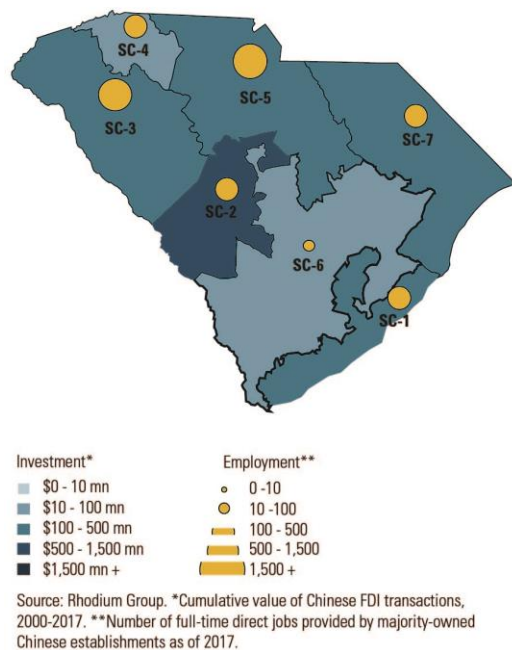 SC-4
SC-5
SC-3
SC-7
SC-2
SC-6
SC-1
Investment*
$0 - 10 mn
$10 - 100 mn
$100 - 500 mn
$500 - 1,500 mn
$1,500 mn +
Employment**
0 -10
10 -100
100 - 500
500 - 1,500
1,500 +
Source: Rhodium Group. *Cumulative value of Chinese FDI transactions,
2000-2017. **Number of full-time direct jobs provided by majority-owned
Chinese establishments as of 2017.